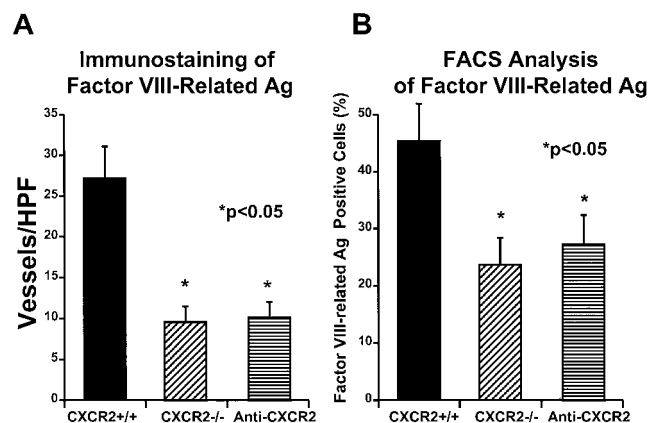 A
Immunostaining of
Factor VIII-Related Ag
Vessels/HPF
35
30
25
20
15
10
5
0
*p<0.05
*
*
CXCR2+/+
CXCR2-/-
Anti-CXCR2
B
FACS Analysis
of Factor VIII-Related Ag
Factor VIII-related Ag Positive Cells (%)
50
40
30
20
10
0
*p<0.05
*
*
CXCR2+/+
CXCR2-/-
Anti-CXCR2